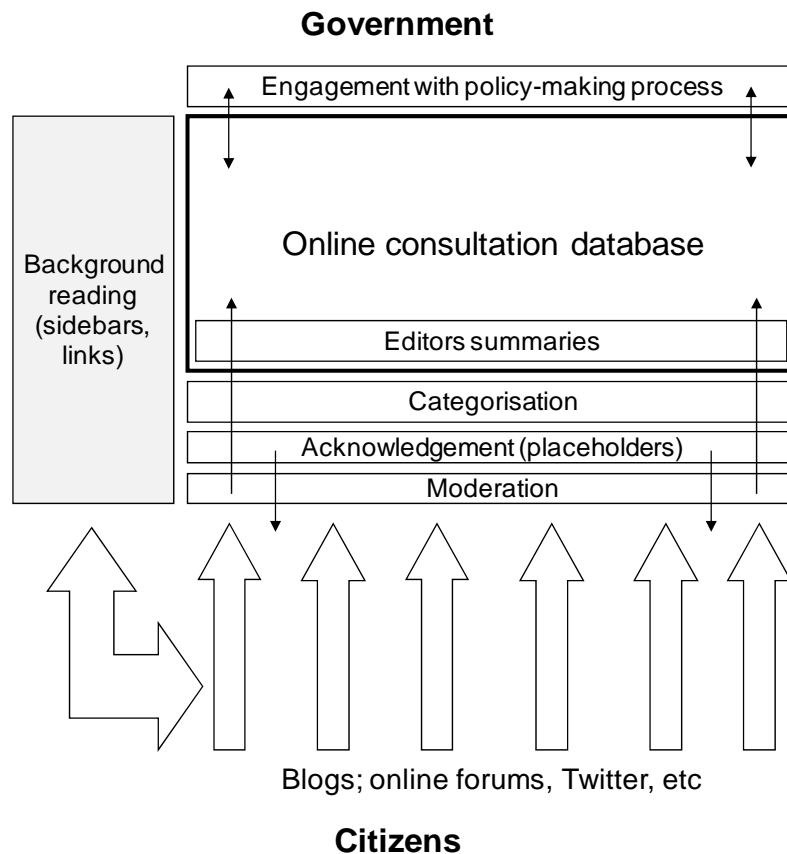 Government
Engagement with policy-making process
Online consultation database
Background
reading
(sidebars,
links)
Editors summaries
Categorisation
Acknowledgement (placeholders)
Moderation
Blogs; online forums, Twitter, etc
Citizens